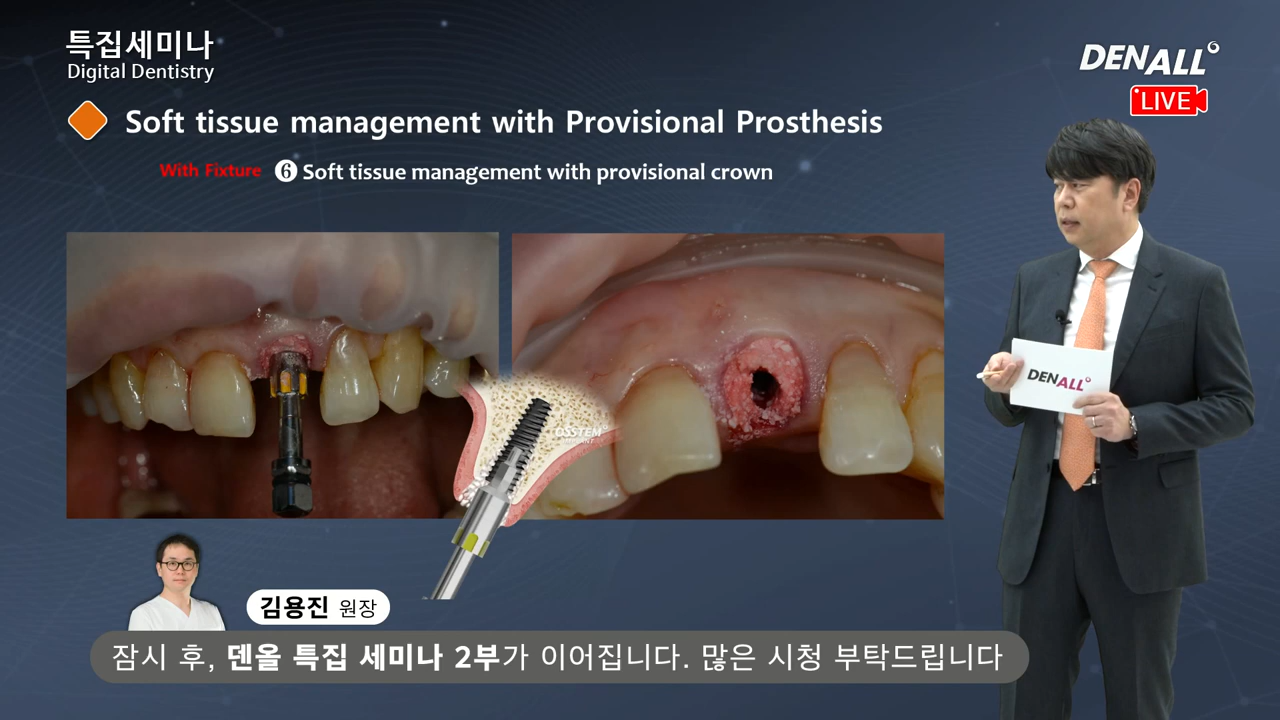 특집세미나
Digital Dentistry
DENALL
LIVE
Soft tissue management with Provisional Prosthesis
With Fixture ❻ Soft tissue management with provisional crown
OSSTEM
IMPLANT
DENALL
김용진 원장
잠시 후, 덴올 특집 세미나 2부가 이어집니다. 많은 시청 부탁드립니다